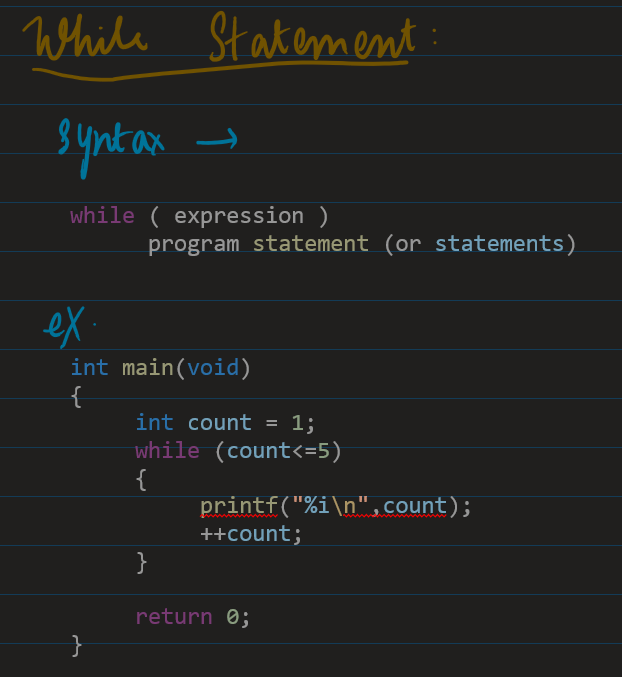 While Statement :
Syntax →
while ( expression )
program statement (or statements)
ex.
int main(void)
{
int count = 1;
while (count<=5)
{
printf("%i\n",count);
++count;
}
return 0;
}